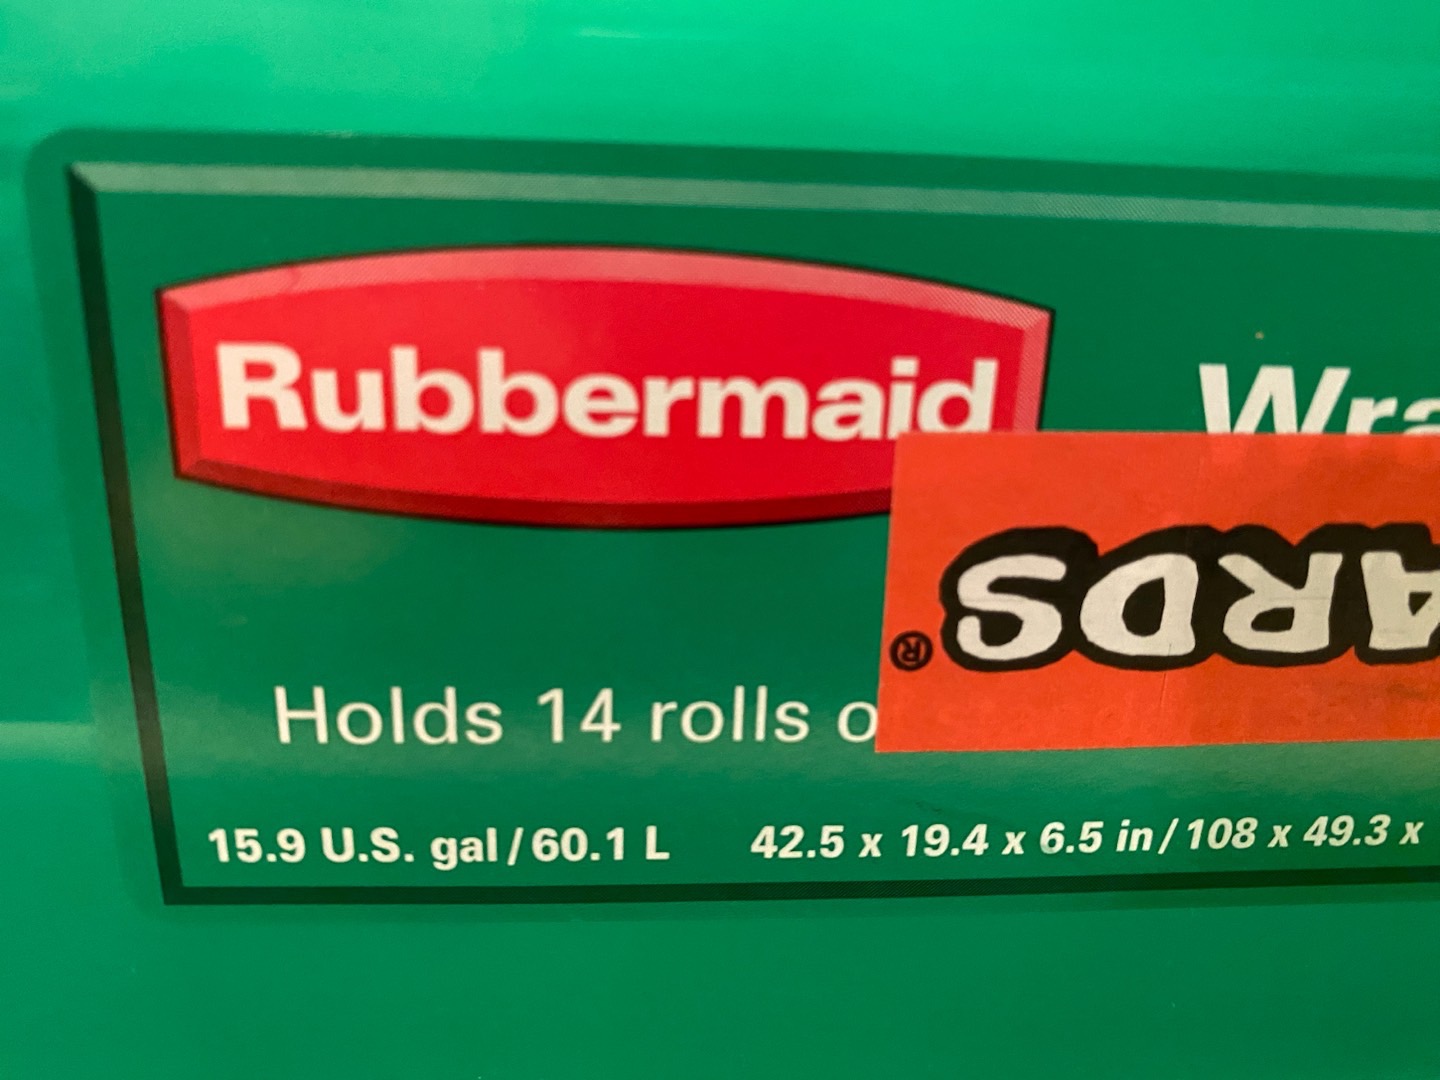 Rubbermaid
Wra
ARDS®
Holds 14 rolls o
15.9 U.S. gal/60.1 L 42.5 x 19.4 x 6.5 in/108 x 49.3 x